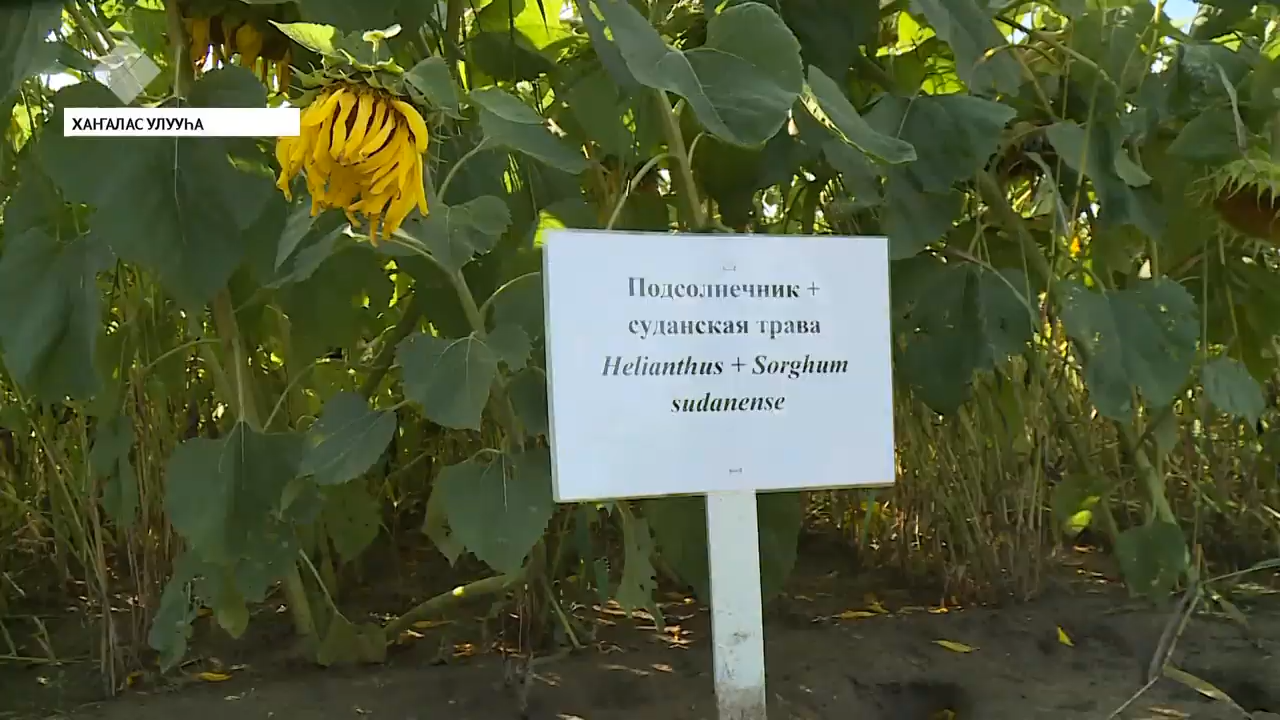 ХАҤАЛАС УЛУУҺА
Подсолнечник +
суданская трава
Helianthus + Sorghum
sudanense